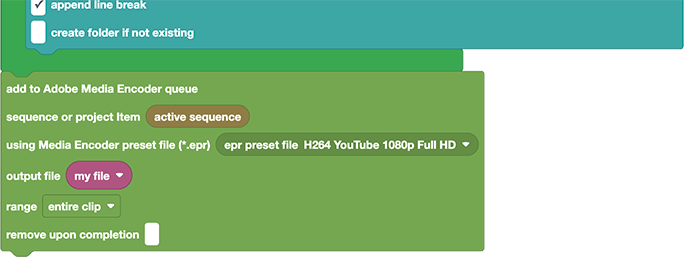 append line break
create folder if not existing
add to Adobe Media Encoder queue
sequence or project Item active sequence
using Media Encoder preset file (*.epr) epr preset file H264 YouTube 1080p Full HD
output file my file
range entire clip
remove upon completion